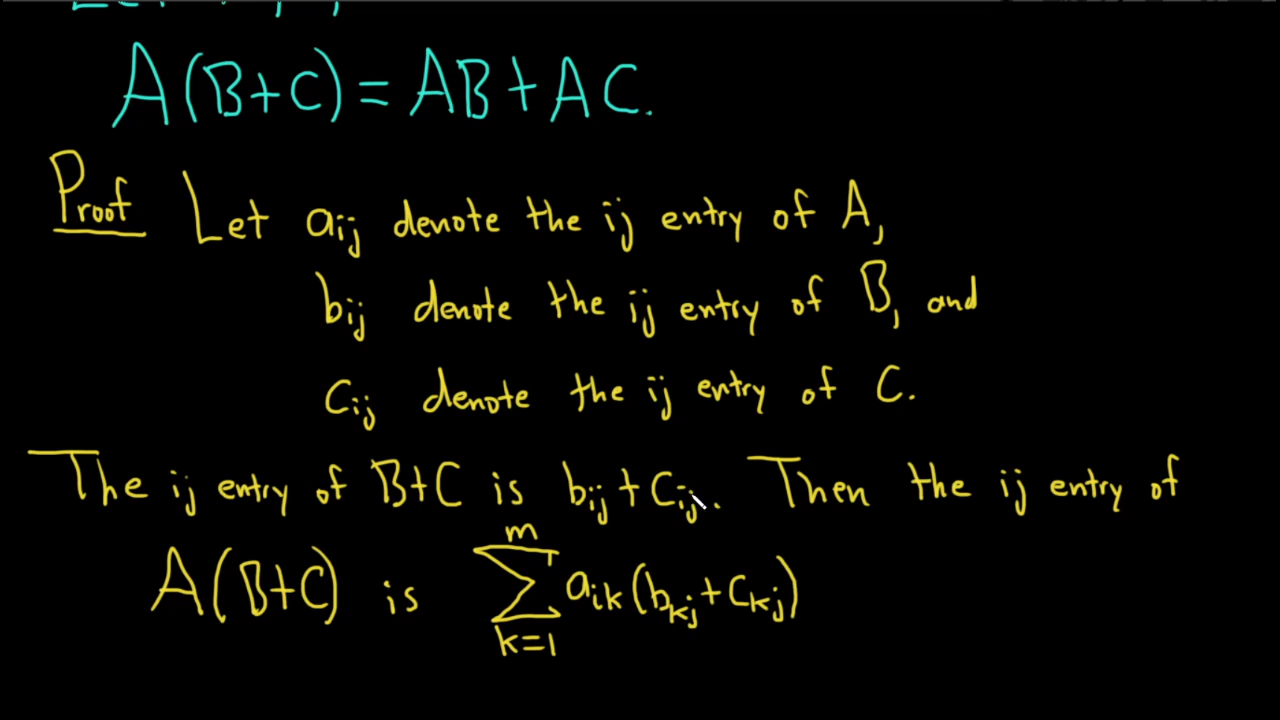 A(B+C) = AB + AC.
Proof Let aij denote the ij entry of A,
bij denote the ij entry of B, and
cij denote the ij entry of C.
The ij entry of B+C is bij + cij. Then the ij entry of
m
A(B+C) is ∑ aik(bkj + ckj)
k=1